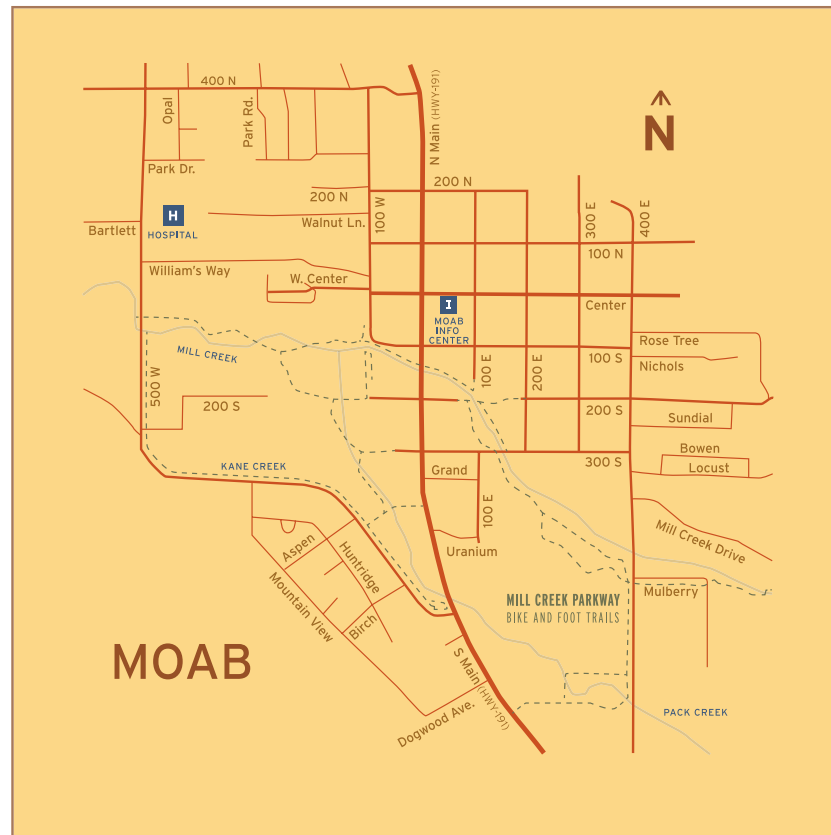 400 N
Opal
Park Rd.
N Main (HWY-191)
N
Park Dr.
200 N
200 N
100 W
300 E
400 E
H
HOSPITAL
Bartlett
Walnut Ln.
100 N
William's Way
W. Center
I
MOAB
INFO
CENTER
Center
MILL CREEK
500 W
100 E
200 E
100 S
Rose Tree
Nichols
200 S
200 S
Sundial
KANE CREEK
300 S
Bowen
Locust
Grand
100 E
Uranium
Mill Creek Drive
Aspen
Huntridge
Mountain View
Birch
MILL CREEK PARKWAY
BIKE AND FOOT TRAILS
Mulberry
MOAB
S Main (HWY-191)
Dogwood Ave.
PACK CREEK